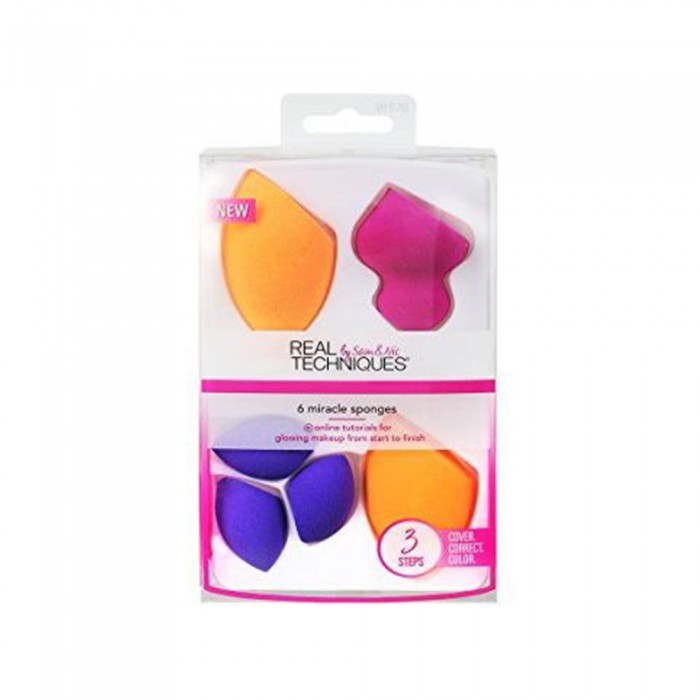 NEW
REAL by Sam & Nic
TECHNIQUES®
6 miracle sponges
online tutorials for
glowing makeup from start to finish
3
STEPS
COVER.
CORRECT.
COLOR.